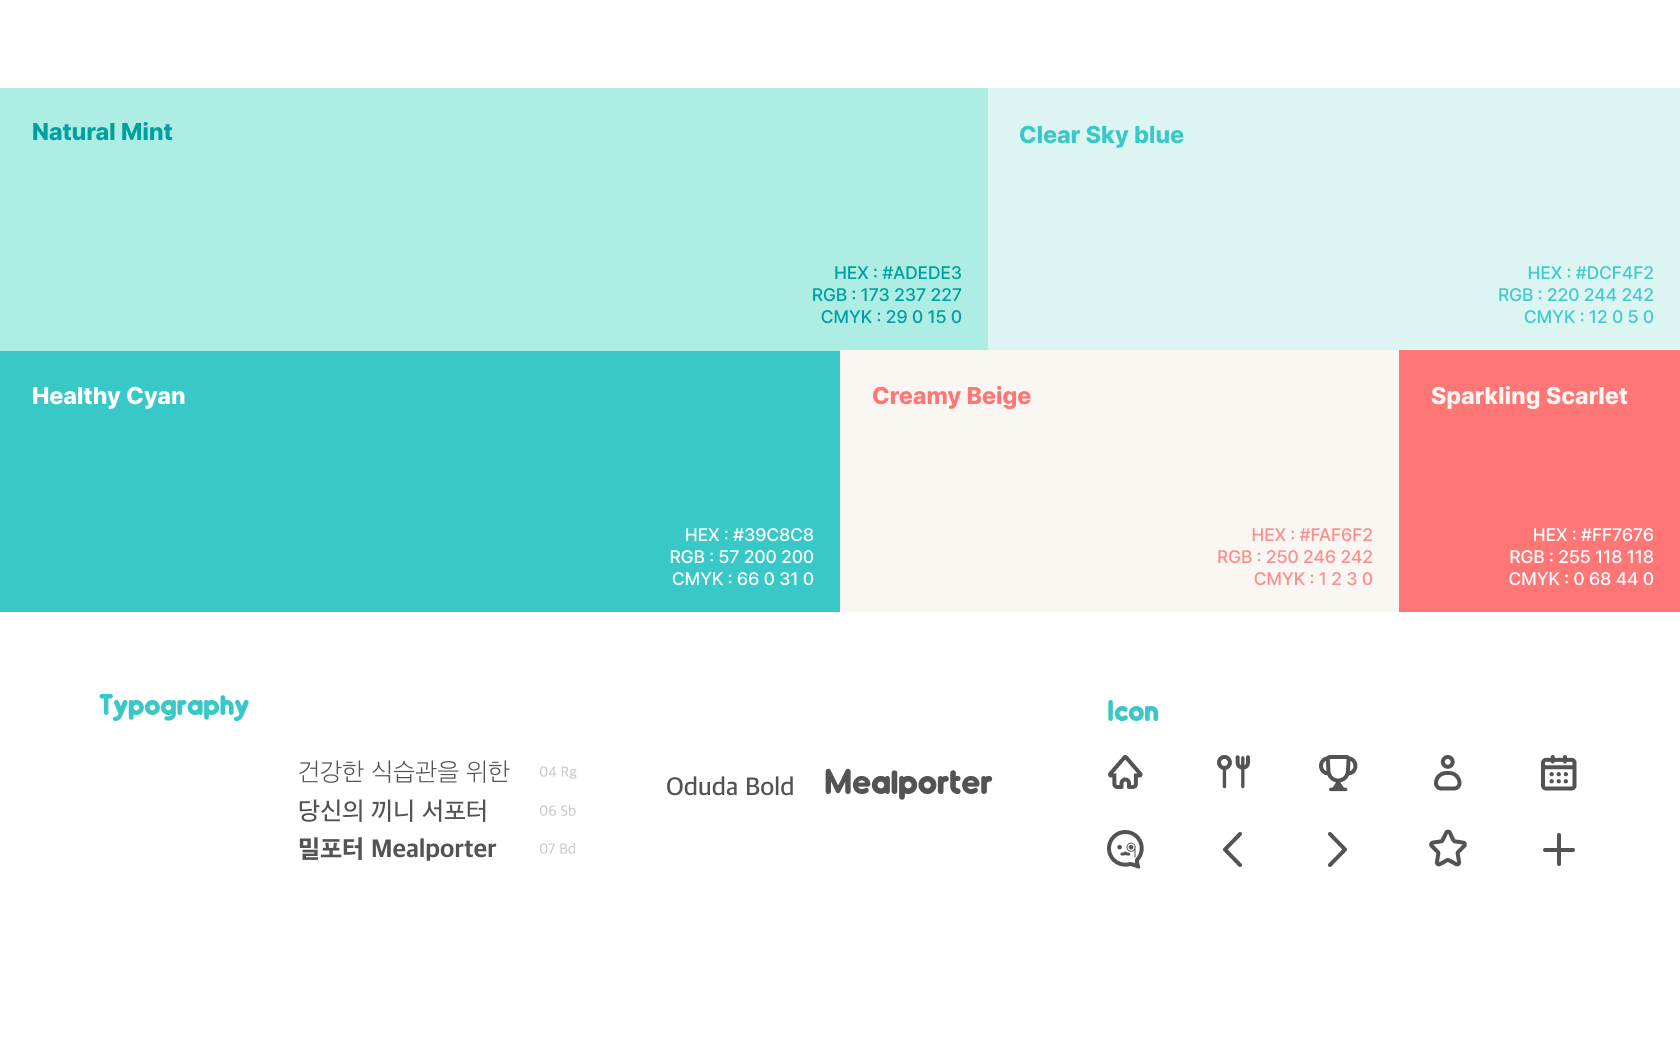 Natural Mint
HEX : #ADEDE3
RGB : 173 237 227
CMYK : 29 0 15 0
Clear Sky blue
HEX : #DCF4F2
RGB : 220 244 242
CMYK : 12 0 5 0
Healthy Cyan
HEX : #39C8C8
RGB : 57 200 200
CMYK : 66 0 31 0
Creamy Beige
HEX : #FAF6F2
RGB : 250 246 242
CMYK : 1 2 3 0
Sparkling Scarlet
HEX : #FF7676
RGB : 255 118 118
CMYK : 0 68 44 0
Typography
건강한 식습관을 위한 04 Rg
당신의 끼니 서포터 06 Sb
밀포터 Mealporter 07 Bd
Oduda Bold Mealporter
Icon